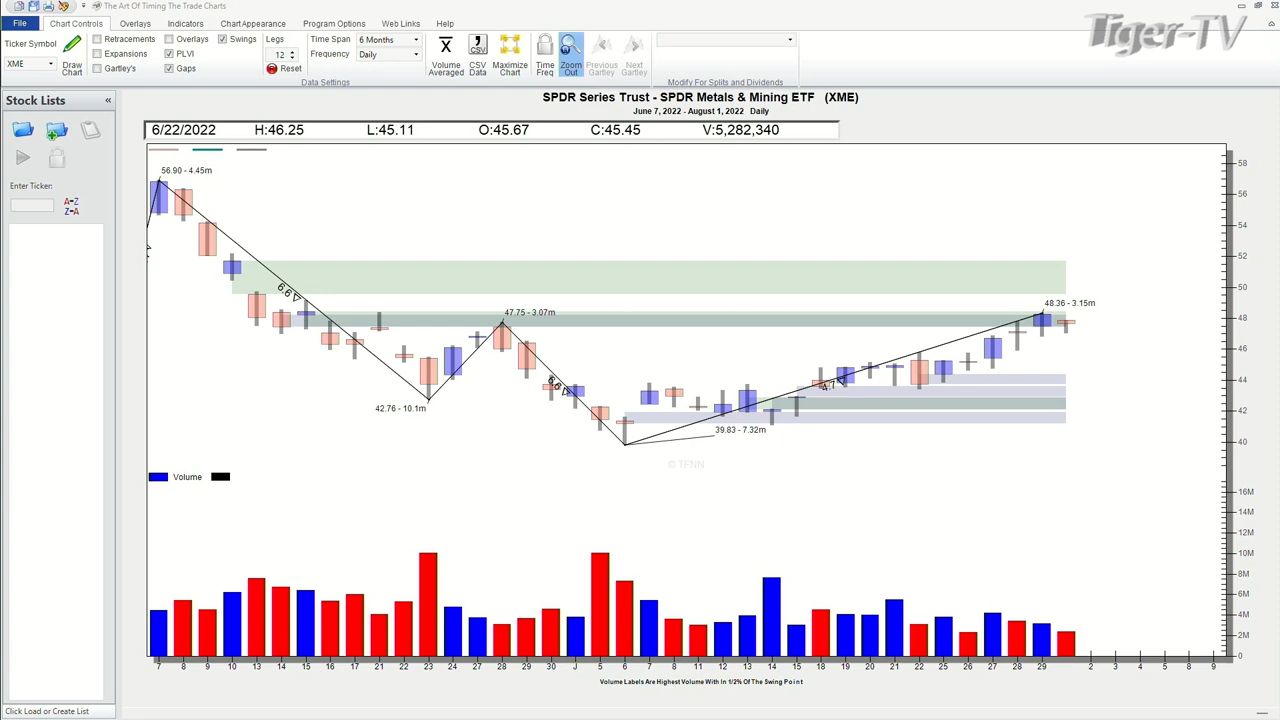 The Art Of Timing The Trade Charts
File Chart Controls Overlays Indicators Chart Appearance Program Options Web Links Help
Tiger-TV
Ticker Symbol
XME
Draw Chart
Retracements Overlays Swings
Expansions PLVI
Gartley's Gaps
Legs
12
Reset
Time Span 6 Months
Frequency Daily
Data Settings
Volume Averaged
CSV Data
Maximize Chart
Time Freq
Zoom Out
Previous Gartley
Next Gartley
Modify For Splits and Dividends
Stock Lists «
Enter Ticker:
A-Z
Z-A
Click Load or Create List
SPDR Series Trust - SPDR Metals & Mining ETF (XME)
June 7, 2022 - August 1, 2022 Daily
6/22/2022 H:46.25 L:45.11 O:45.67 C:45.45 V:5,282,340
56.90 - 4.45m
6.6
48.36 - 3.15m
47.75 - 3.07m
6.6
42.76 - 10.1m
39.83 - 7.32m
© TFNN
58
56
54
52
50
48
46
44
42
40
Volume
16M
14M
12M
10M
8M
6M
4M
2M
0
7 8 9 10 13 14 15 16 17 21 22 23 24 27 28 29 30 1 5 6 7 8 11 12 13 14 15 18 19 20 21 22 25 26 27 28 29 2 3 4 5 8 9
Volume Labels Are Highest Volume With In 1/2% Of The Swing Point